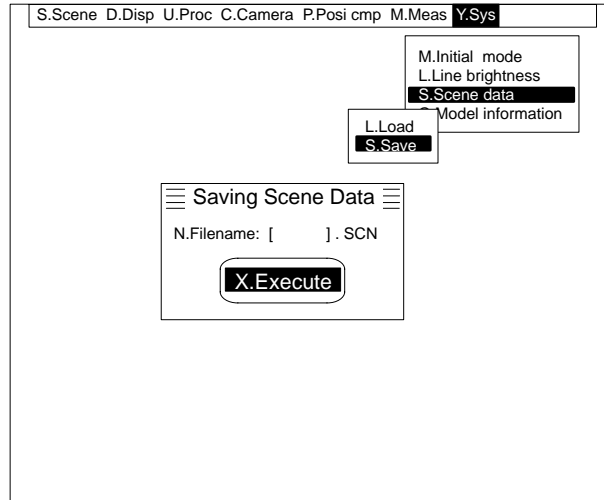 S.Scene D.Disp U.Proc C.Camera P.Posi cmp M.Meas Y.Sys
M.Initial mode
L.Line brightness
S.Scene data
Model information
L.Load
S.Save
Saving Scene Data
N.Filename: [ ] . SCN
X.Execute